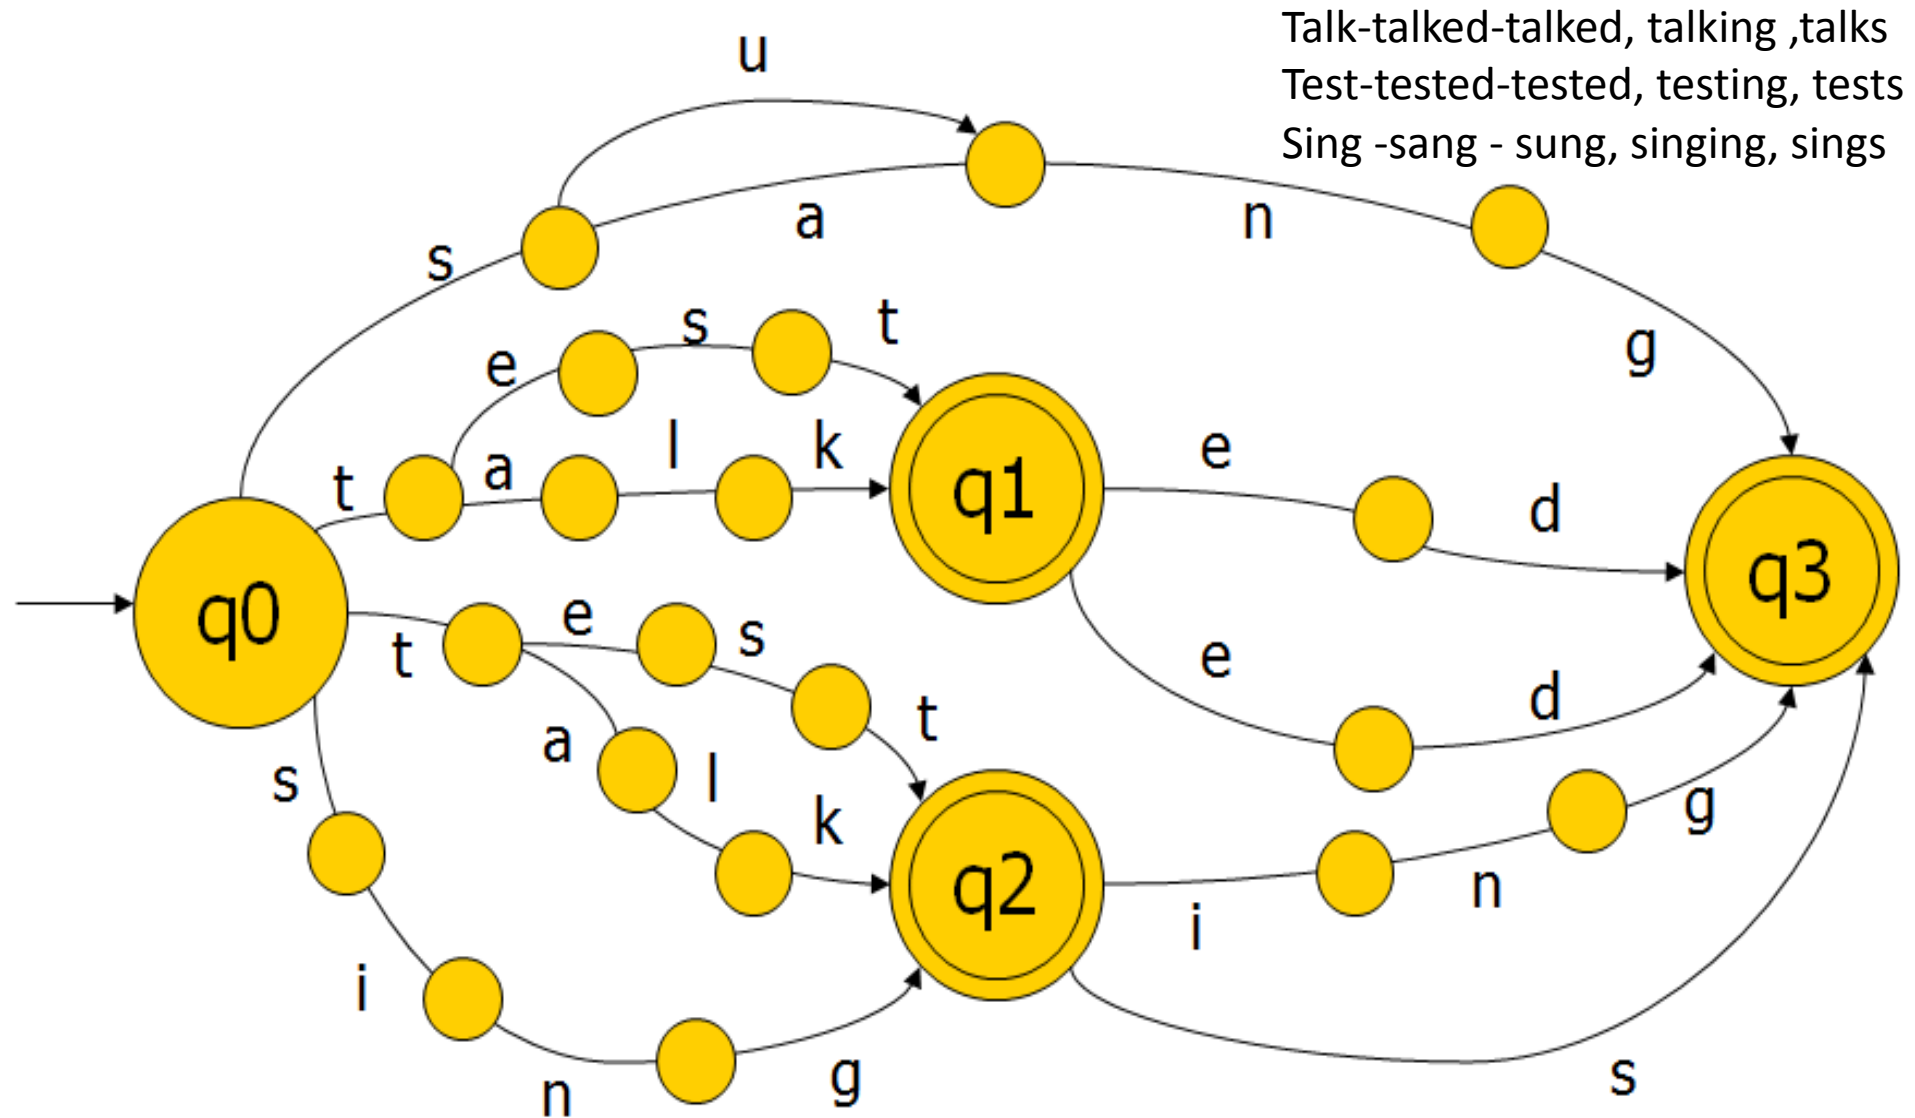 Talk-talked-talked, talking ,talks
Test-tested-tested, testing, tests
Sing -sang - sung, singing, sings
u
s
a
n
g
e
s
t
t
a
l
k
q1
e
d
q3
q0
e
d
t
e
s
t
a
l
k
q2
i
n
g
s
s
i
n
g